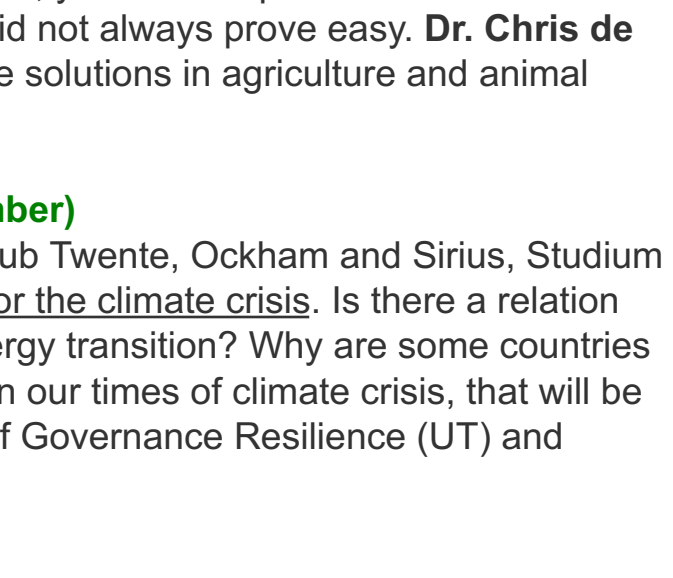 id not always prove easy. Dr. Chris de
e solutions in agriculture and animal
ber)
ub Twente, Ockham and Sirius, Studium
or the climate crisis. Is there a relation
ergy transition? Why are some countries
n our times of climate crisis, that will be
f Governance Resilience (UT) and